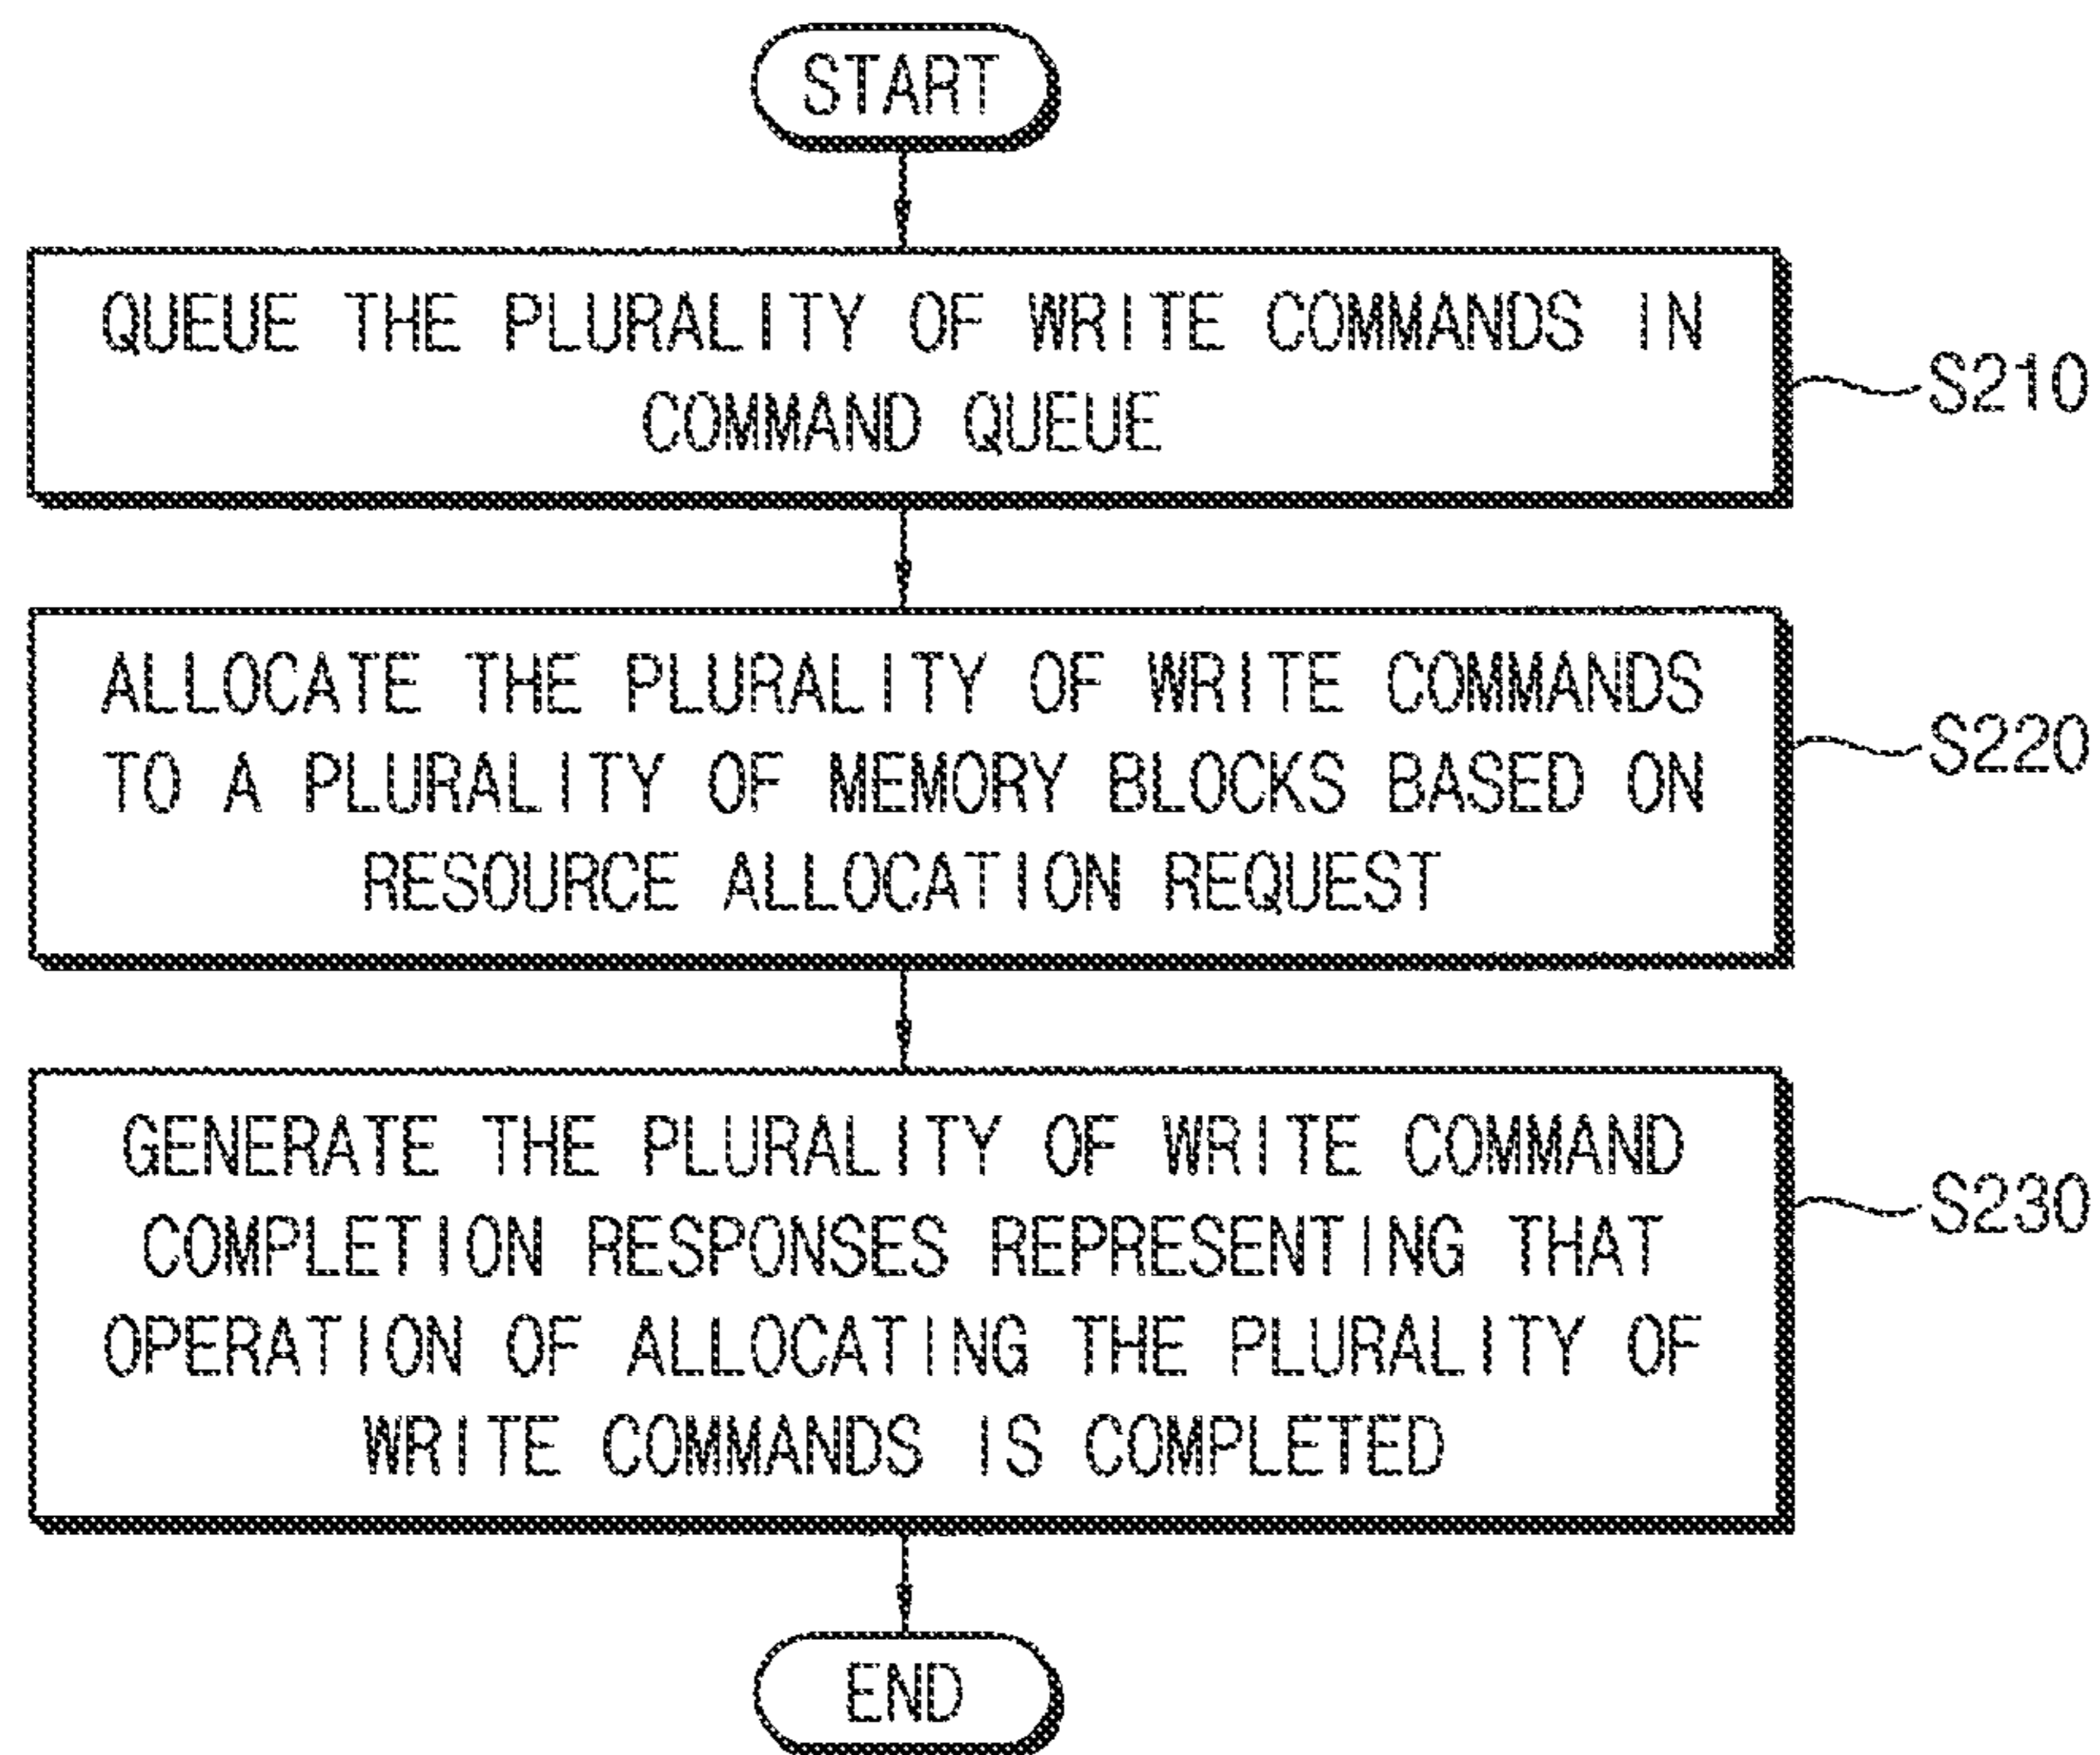 START
QUEUE THE PLURALITY OF WRITE COMMANDS IN
COMMAND QUEUE
S210
ALLOCATE THE PLURALITY OF WRITE COMMANDS
TO A PLURALITY OF MEMORY BLOCKS BASED ON
RESOURCE ALLOCATION REQUEST
S220
GENERATE THE PLURALITY OF WRITE COMMAND
COMPLETION RESPONSES REPRESENTING THAT
OPERATION OF ALLOCATING THE PLURALITY OF
WRITE COMMANDS IS COMPLETED
S230
END